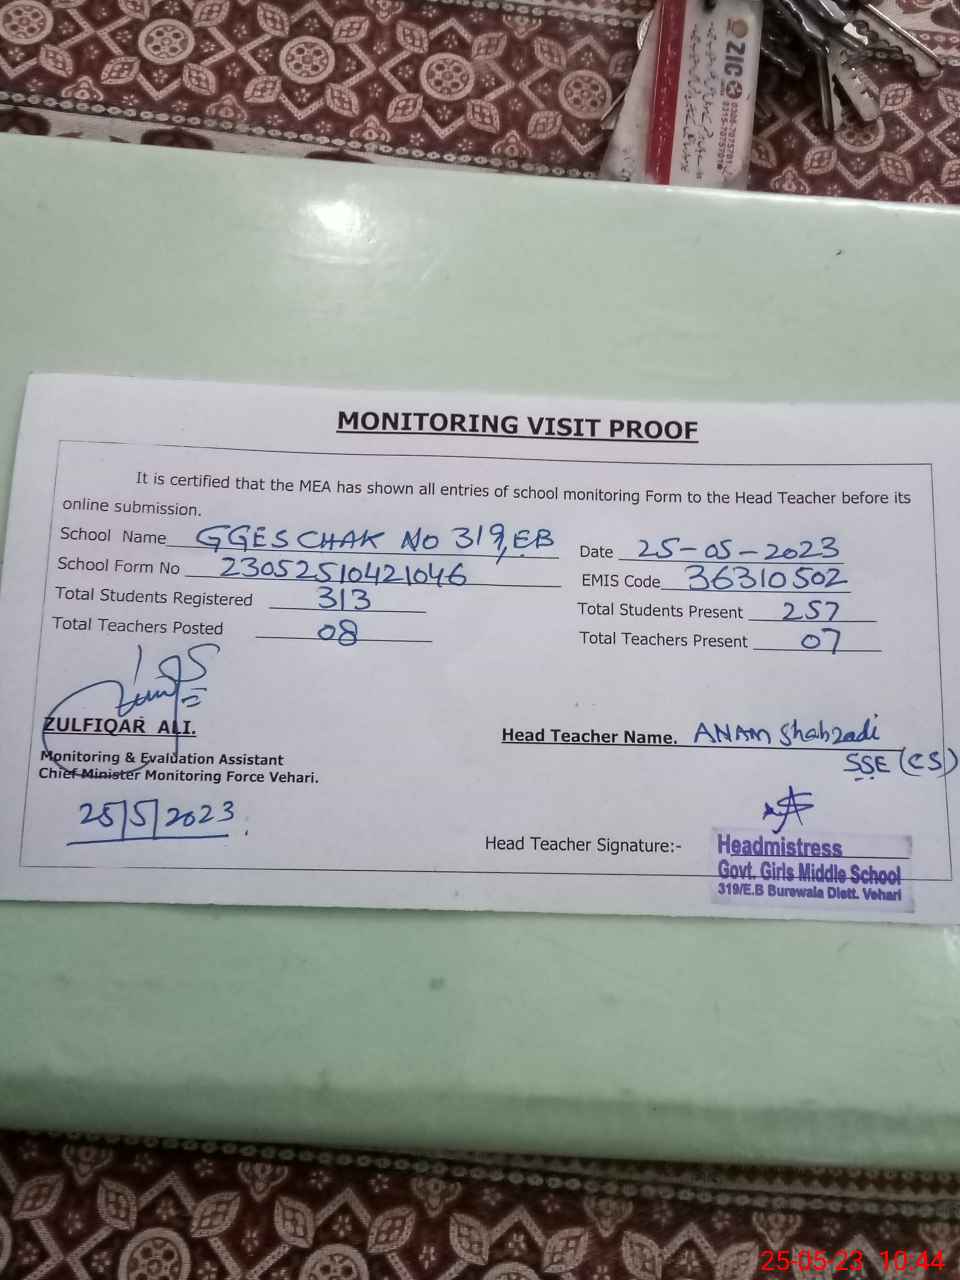 ZIC
0300-7075701
0315-7075701
MONITORING VISIT PROOF
It is certified that the MEA has shown all entries of school monitoring Form to the Head Teacher before its
online submission.
School Name GGES CHAK No 319, EB
Date 25-05-2023
School Form No 23052510421046
EMIS Code 36310502
Total Students Registered 313
Total Students Present 257
Total Teachers Posted 08
Total Teachers Present 07
ZULFIQAR ALI.
Monitoring & Evaluation Assistant
Chief Minister Monitoring Force Vehari.
25/5/2023
Head Teacher Name. ANAM Shahzadi
SSE (CS)
Head Teacher Signature:-
Headmistress
Govt. Girls Middle School
319/E.B Burewala Distt. Vehari
25-05-23 10:44